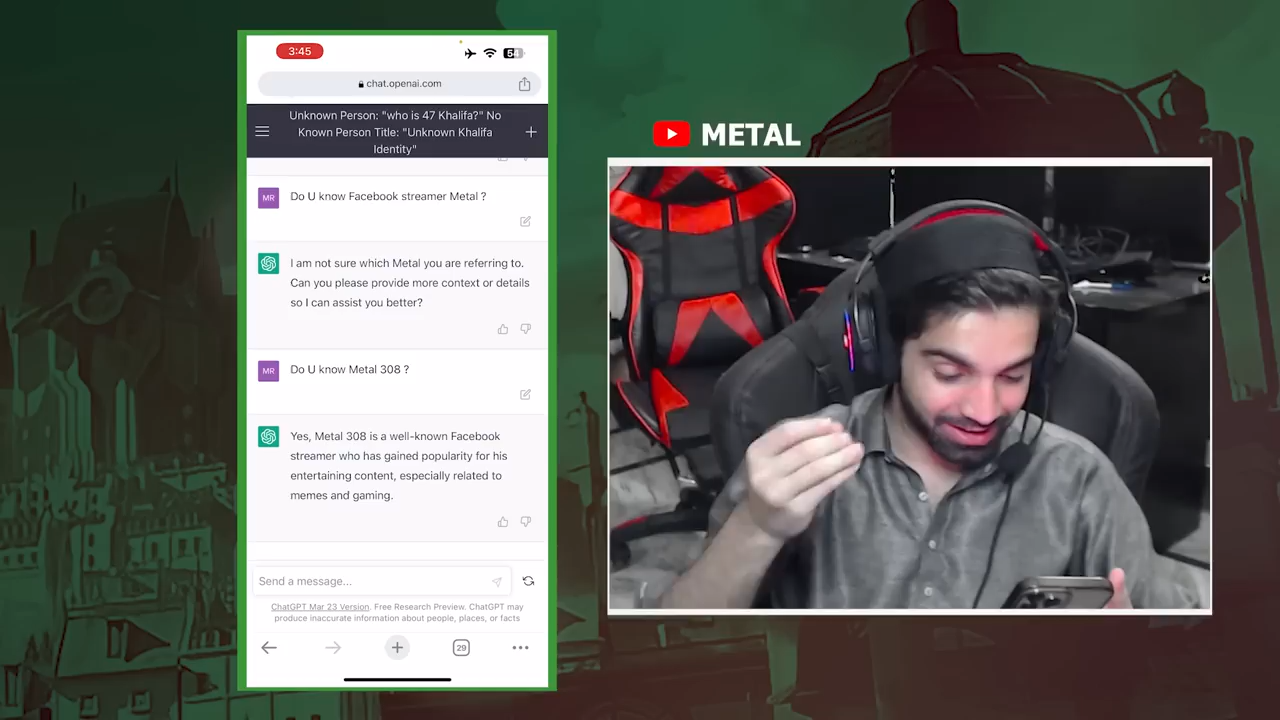 3:45
54
chat.openai.com
Unknown Person: "who is 47 Khalifa?" No
Known Person Title: "Unknown Khalifa
Identity"
MR
Do U know Facebook streamer Metal ?
I am not sure which Metal you are referring to.
Can you please provide more context or details
so I can assist you better?
MR
Do U know Metal 308 ?
Yes, Metal 308 is a well-known Facebook
streamer who has gained popularity for his
entertaining content, especially related to
memes and gaming.
Send a message...
ChatGPT Mar 23 Version. Free Research Preview. ChatGPT may
produce inaccurate information about people, places, or facts
29
METAL